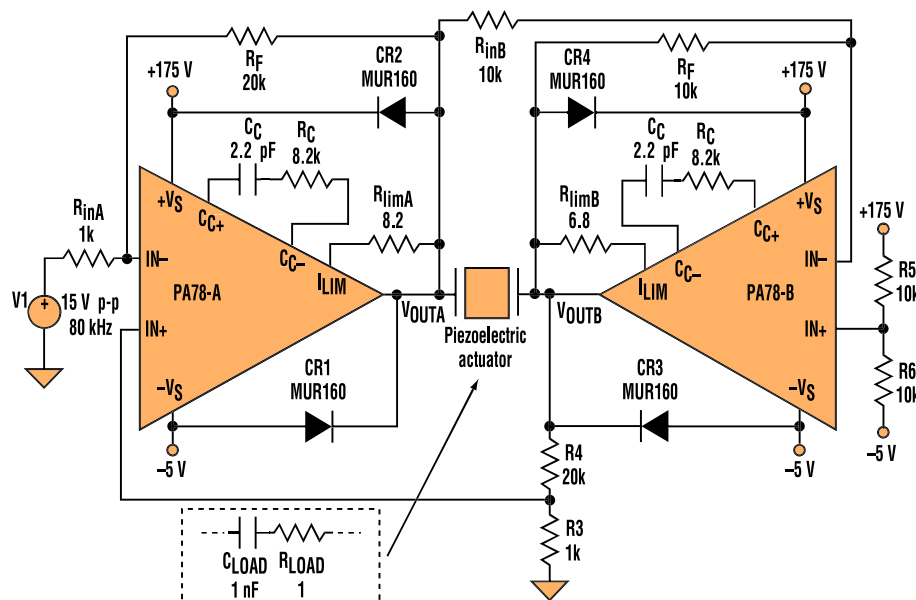 RinB
10k
RF
20k
CR2
MUR160
CR4
MUR160
RF
10k
+175 V
+175 V
CC
2.2 pF
RC
8.2k
CC
2.2 pF
RC
8.2k
+VS
CC+
RlimA
8.2
RlimB
6.8
CC+
+VS
+175 V
RinA
1k
IN–
CC–
ILIM
ILIM
CC–
IN–
R5
10k
V1
+
15 V p-p
80 kHz
PA78-A
VOUTA
VOUTB
PA78-B
IN+
IN+
Piezoelectric
actuator
R6
10k
–VS
CR1
MUR160
CR3
MUR160
–VS
–5 V
–5 V
–5 V
R4
20k
R3
1k
CLOAD
1 nF
RLOAD
1